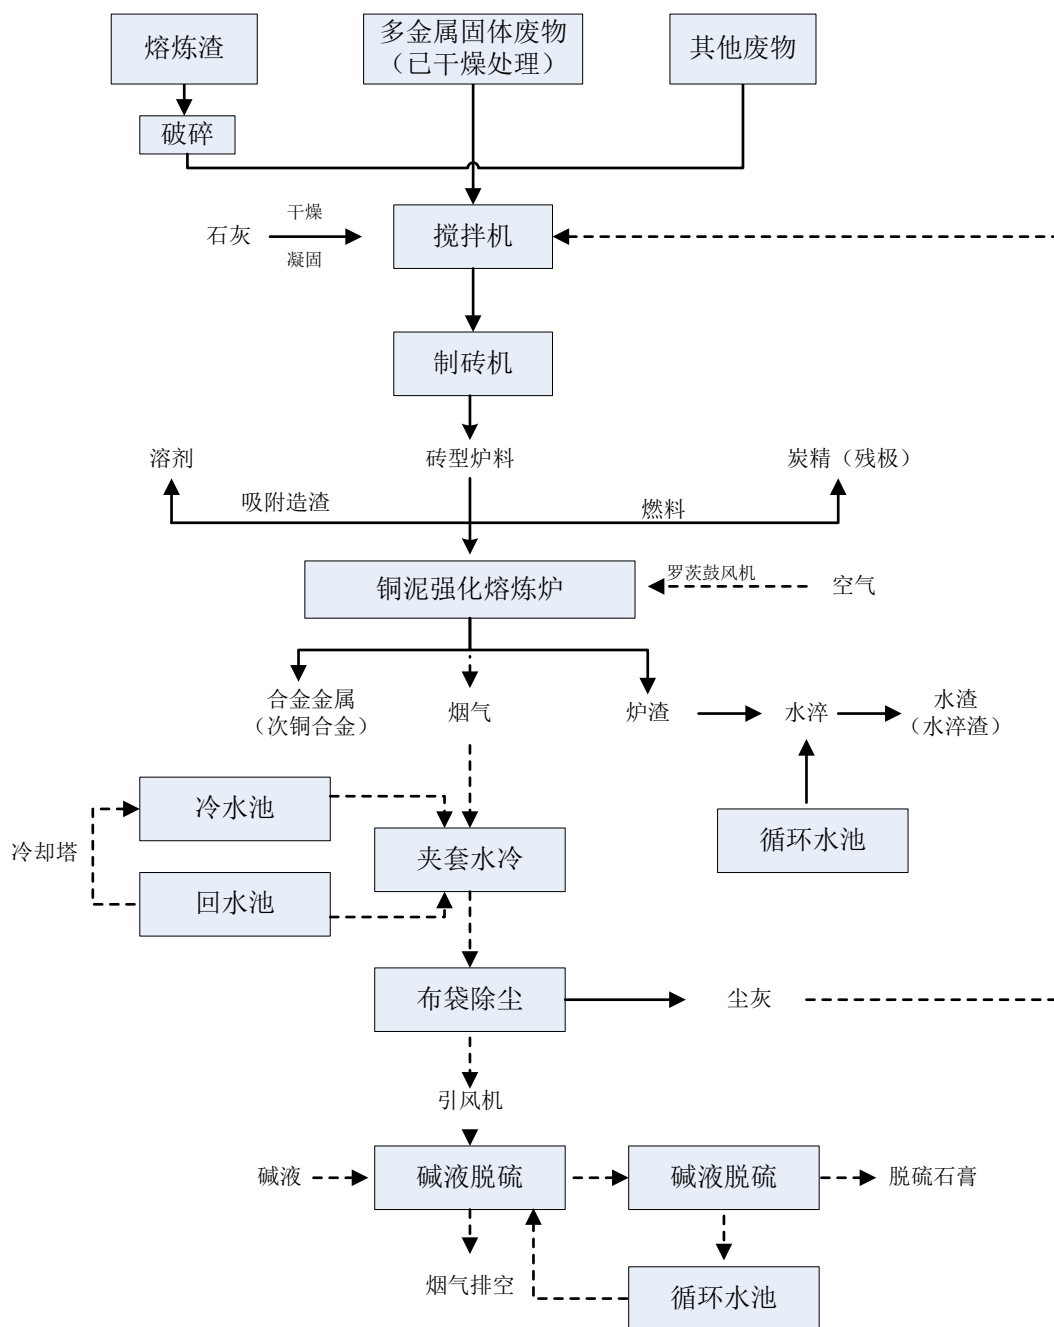 熔炼渣
多金属固体废物
（已干燥处理）
其他废物
破碎
石灰
干燥
凝固
搅拌机
制砖机
溶剂
砖型炉料
炭精（残极）
吸附造渣
燃料
铜泥强化熔炼炉
罗茨鼓风机
空气
合金金属
（次铜合金）
烟气
炉渣
水淬
水渣
（水淬渣）
冷水池
冷却塔
夹套水冷
循环水池
回水池
布袋除尘
尘灰
引风机
碱液
碱液脱硫
碱液脱硫
脱硫石膏
烟气排空
循环水池